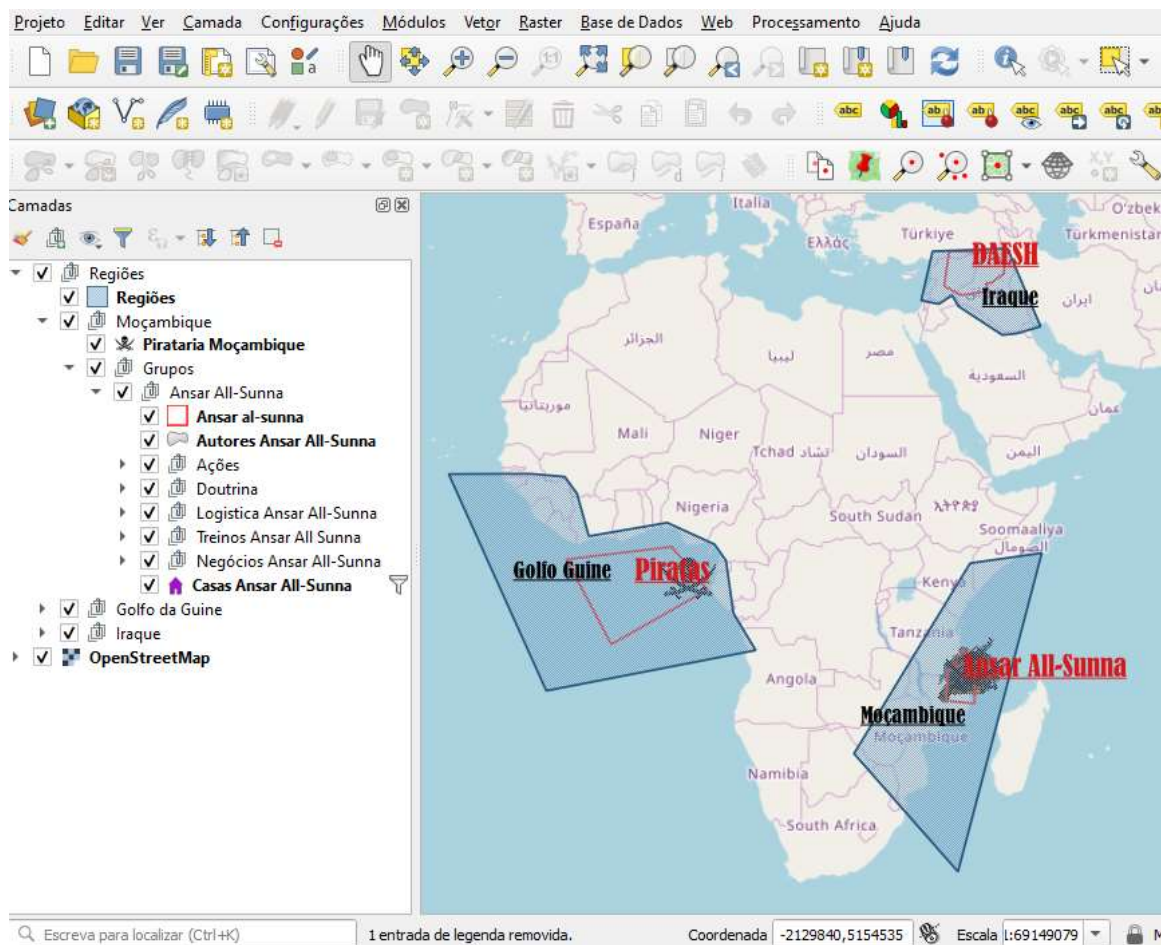 Projeto Editar Ver Camada Configurações Módulos Vetor Raster Base de Dados Web Processamento Ajuda
Camadas
Regiões
Regiões
Moçambique
Pirataria Moçambique
Grupos
Ansar All-Sunna
Ansar al-sunna
Autores Ansar All-Sunna
Ações
Doutrina
Logistica Ansar All-Sunna
Treinos Ansar All Sunna
Negócios Ansar All-Sunna
Casas Ansar All-Sunna
Golfo da Guine
Iraque
OpenStreetMap
Italia
España
Ελλάς
Türkiye
O'zbek
Türkmenistan
DAESH
Iraque
ایران
الجزائر
ليبيا
مصر
السعودية
موريتانيا
عمان
Mali
Niger
Tchad تشاد
السودان
اليمن
Nigeria
South Sudan
ኢትዮጵያ
Soomaaliya
الصومال
Golfo Guine
Piratas
Kenya
Tanzania
Ansar All-Sunna
Angola
Moçambique
Moçambique
Namibia
South Africa
Escreva para localizar (Ctrl+K)
1 entrada de legenda removida.
Coordenada -2129840,5154535
Escala 1:69149079